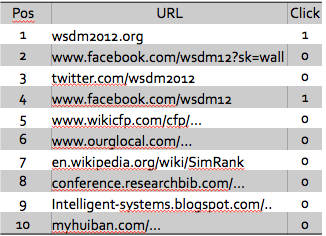 Pos URL Click
1 wsdm2012.org 1
2 www.facebook.com/wsdm12?sk=wall 0
3 twitter.com/wsdm2012 0
4 www.facebook.com/wsdm12 1
5 www.wikicfp.com/cfp/... 0
6 www.ourglocal.com/... 0
7 en.wikipedia.org/wiki/SimRank 0
8 conference.researchbib.com/... 0
9 Intelligent-systems.blogspot.com/.. 0
10 myhuiban.com/... 0